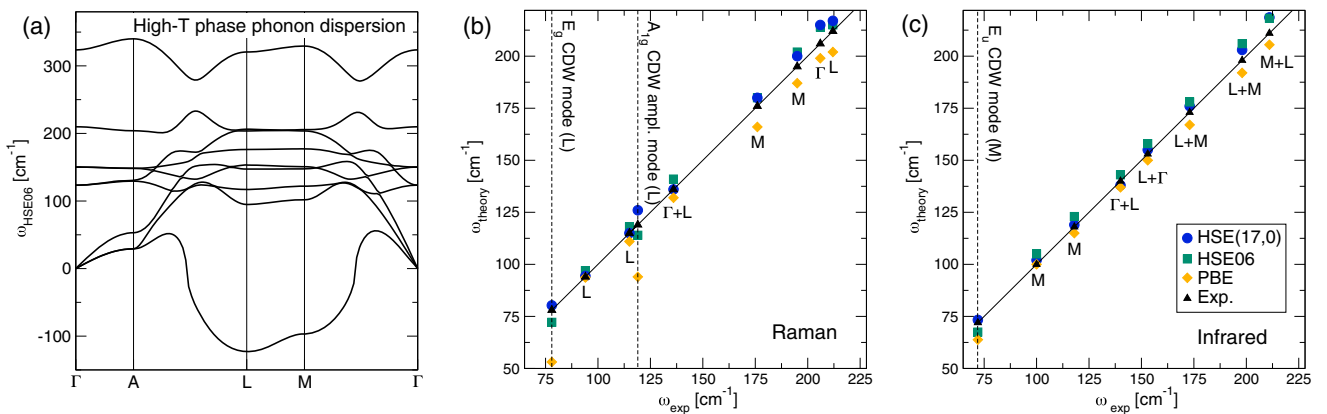 (a)
High-T phase phonon dispersion
ω_HSE06 [cm⁻¹]
300
200
100
0
-100
Γ A L M Γ
(b)
E_g CDW mode (L)
A_1g CDW ampl. mode (L)
ω_theory [cm⁻¹]
200
175
150
125
100
75
50
L
L
Γ+L
M
M
Γ
L
Raman
75 100 125 150 175 200 225
ω_exp [cm⁻¹]
(c)
E_u CDW mode (M)
ω_theory [cm⁻¹]
200
175
150
125
100
75
50
M
M
Γ+L
L+Γ
L+M
L+M
M+L
HSE(17,0)
HSE06
PBE
Exp.
Infrared
75 100 125 150 175 200 225
ω_exp [cm⁻¹]